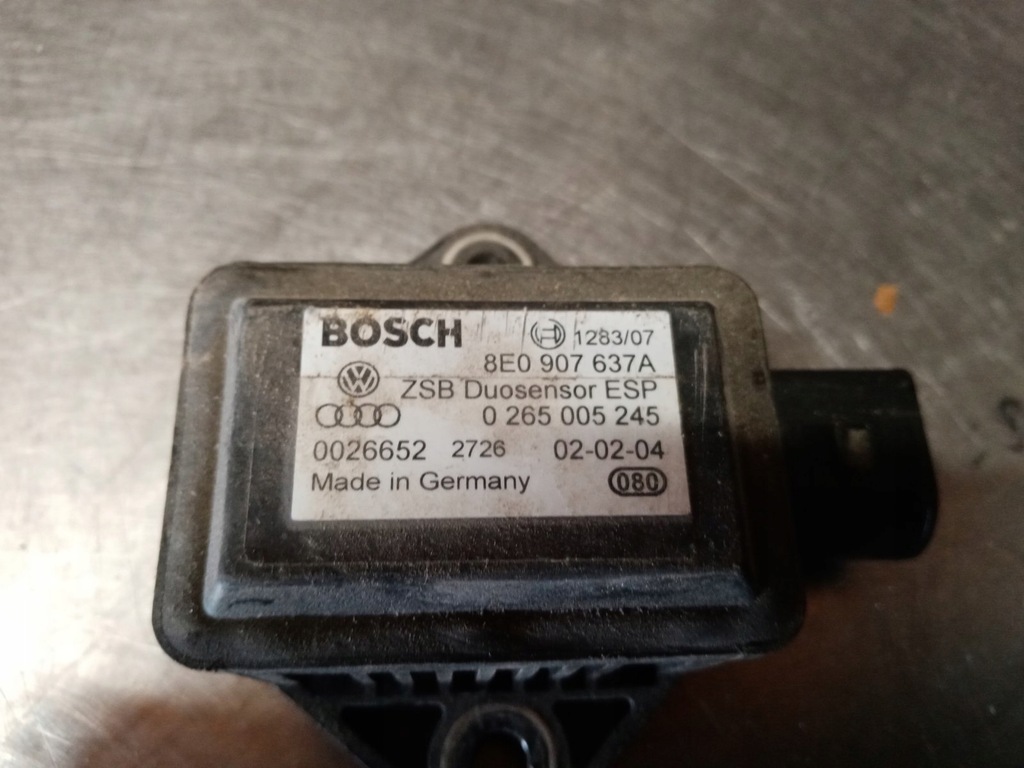 BOSCH 1283/07
8E0 907 637A
ZSB Duosensor ESP
0 265 005 245
0026652 2726 02-02-04
Made in Germany 080